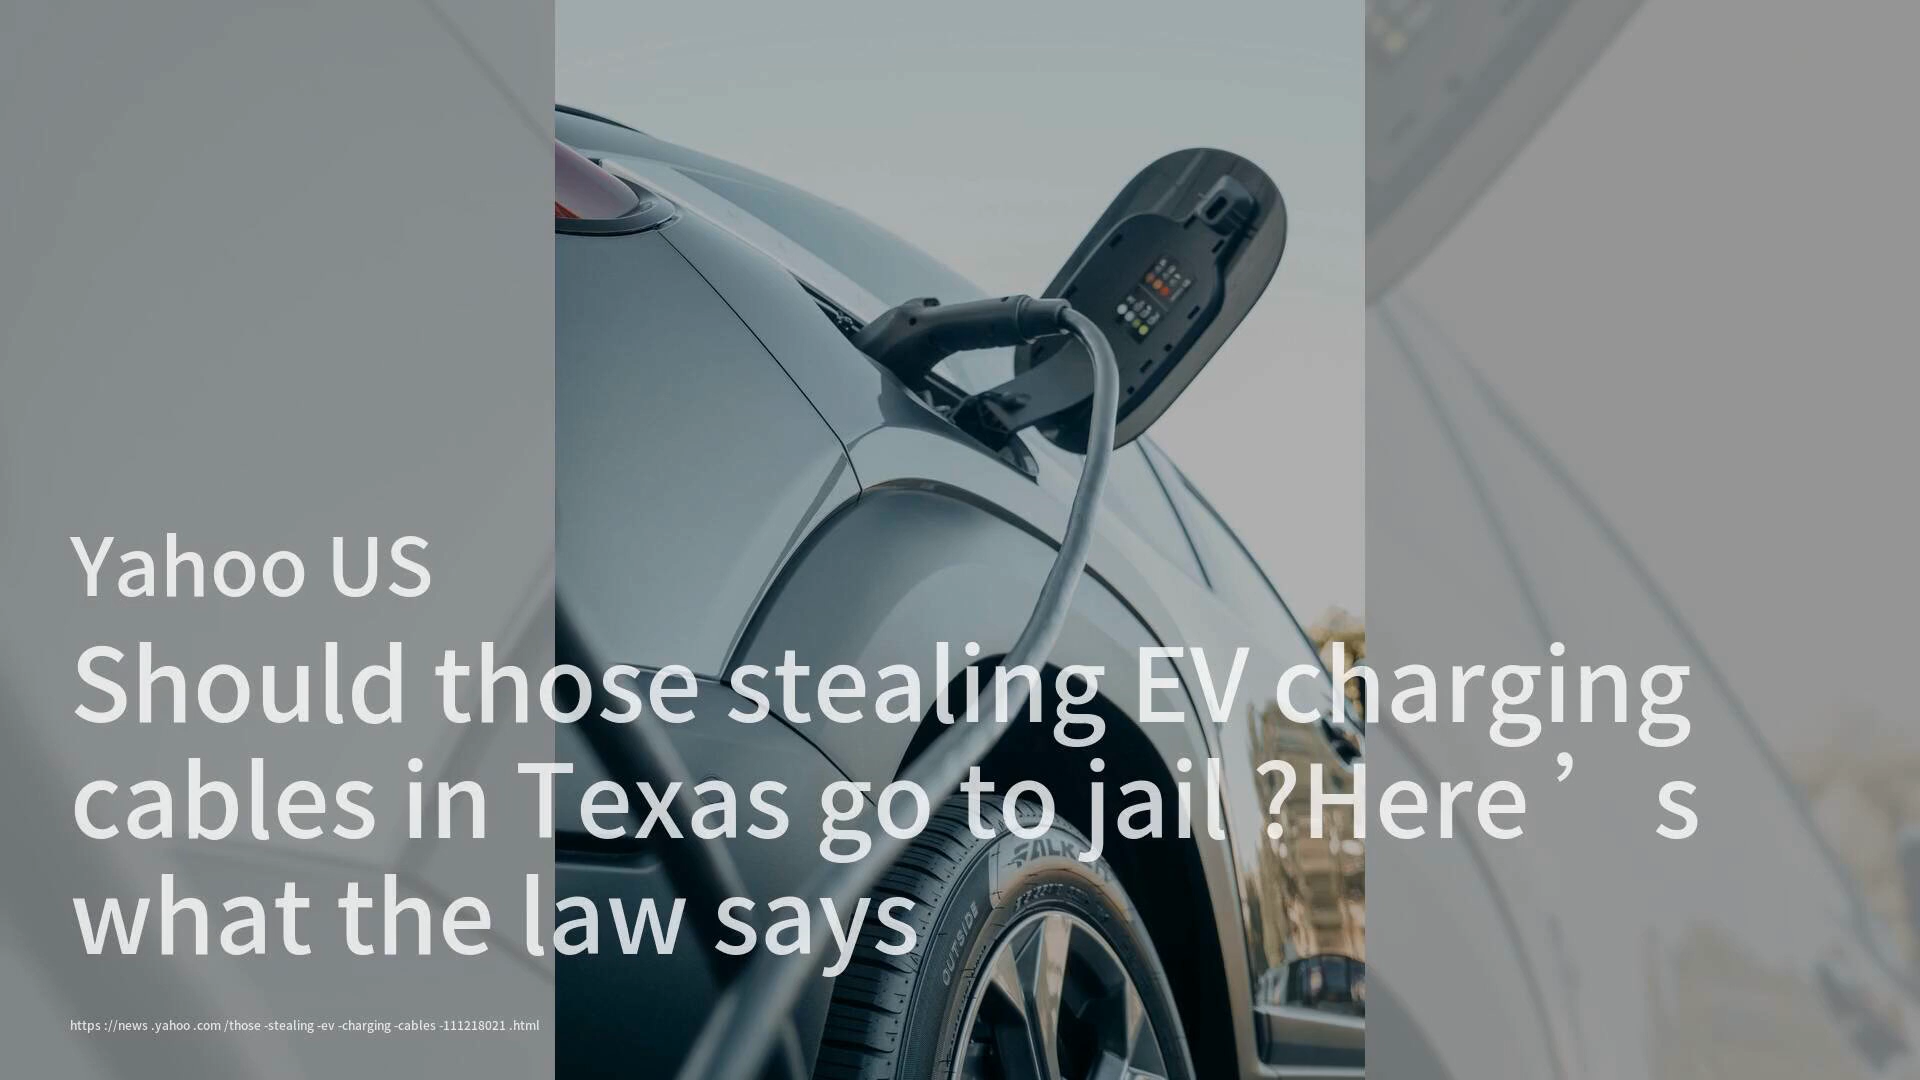 Yahoo US
Should those stealing EV charging
cables in Texas go to jail ?Here’s
what the law says
https ://news .yahoo .com /those -stealing -ev -charging -cables -111218021 .html
OUTSIDE